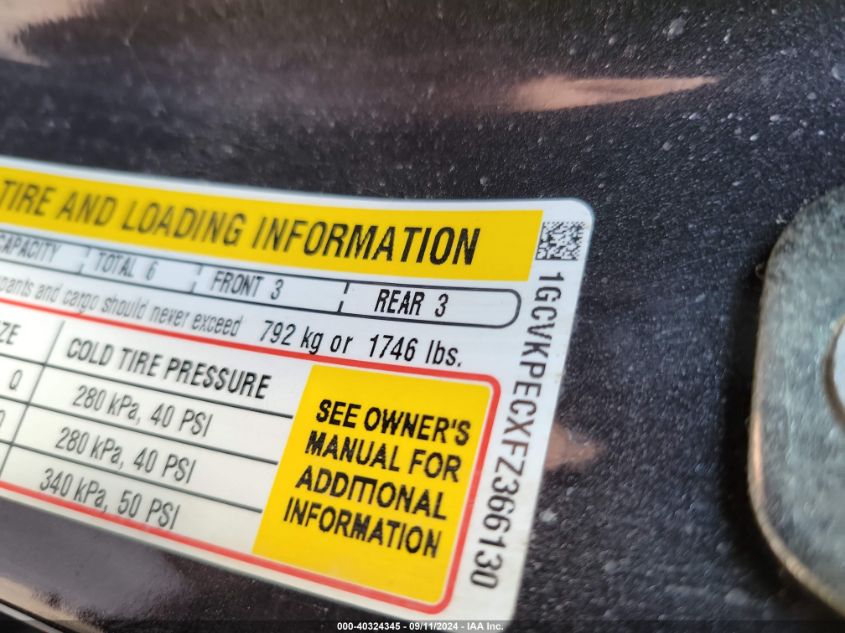 TIRE AND LOADING INFORMATION
CAPACITY TOTAL 6 FRONT 3 REAR 3
and cargo should never exceed 792 kg or 1746 lbs.
COLD TIRE PRESSURE
280 kPa, 40 PSI
280 kPa, 40 PSI
340 kPa, 50 PSI
SEE OWNER'S
MANUAL FOR
ADDITIONAL
INFORMATION
1GCVKPECXFZ366130
000-40324345 - 09/11/2024 - IAA Inc.